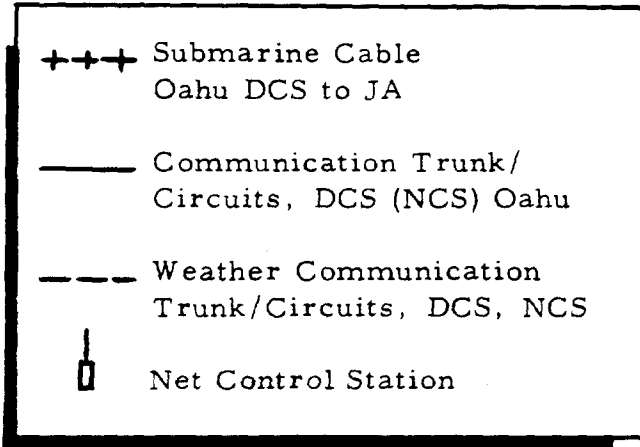 Submarine Cable
Oahu DCS to JA
Communication Trunk/
Circuits, DCS (NCS) Oahu
Weather Communication
Trunk/Circuits, DCS, NCS
Net Control Station